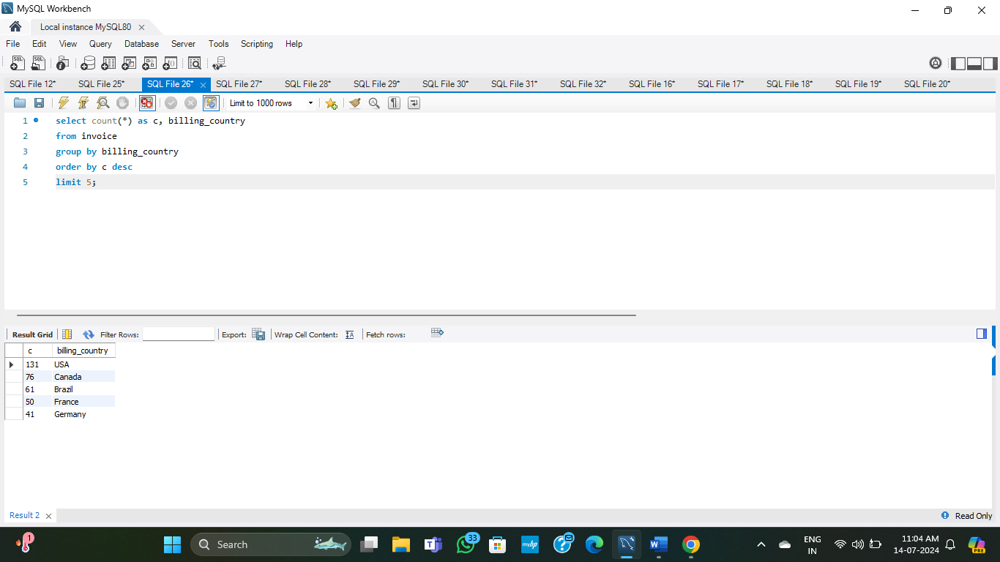 MySQL Workbench
Local instance MySQL80
File Edit View Query Database Server Tools Scripting Help
SQL File 12* SQL File 25* SQL File 26* SQL File 27* SQL File 28* SQL File 29* SQL File 30* SQL File 31* SQL File 32* SQL File 16* SQL File 17* SQL File 18* SQL File 19* SQL File 20*
Limit to 1000 rows
1 select count(*) as c, billing_country
2 from invoice
3 group by billing_country
4 order by c desc
5 limit 5;
Result Grid Filter Rows: Export: Wrap Cell Content: Fetch rows:
c billing_country
131 USA
76 Canada
61 Brazil
50 France
41 Germany
Result 2 Read Only
1 Search 33 ENG 11:04 AM
IN 14-07-2024